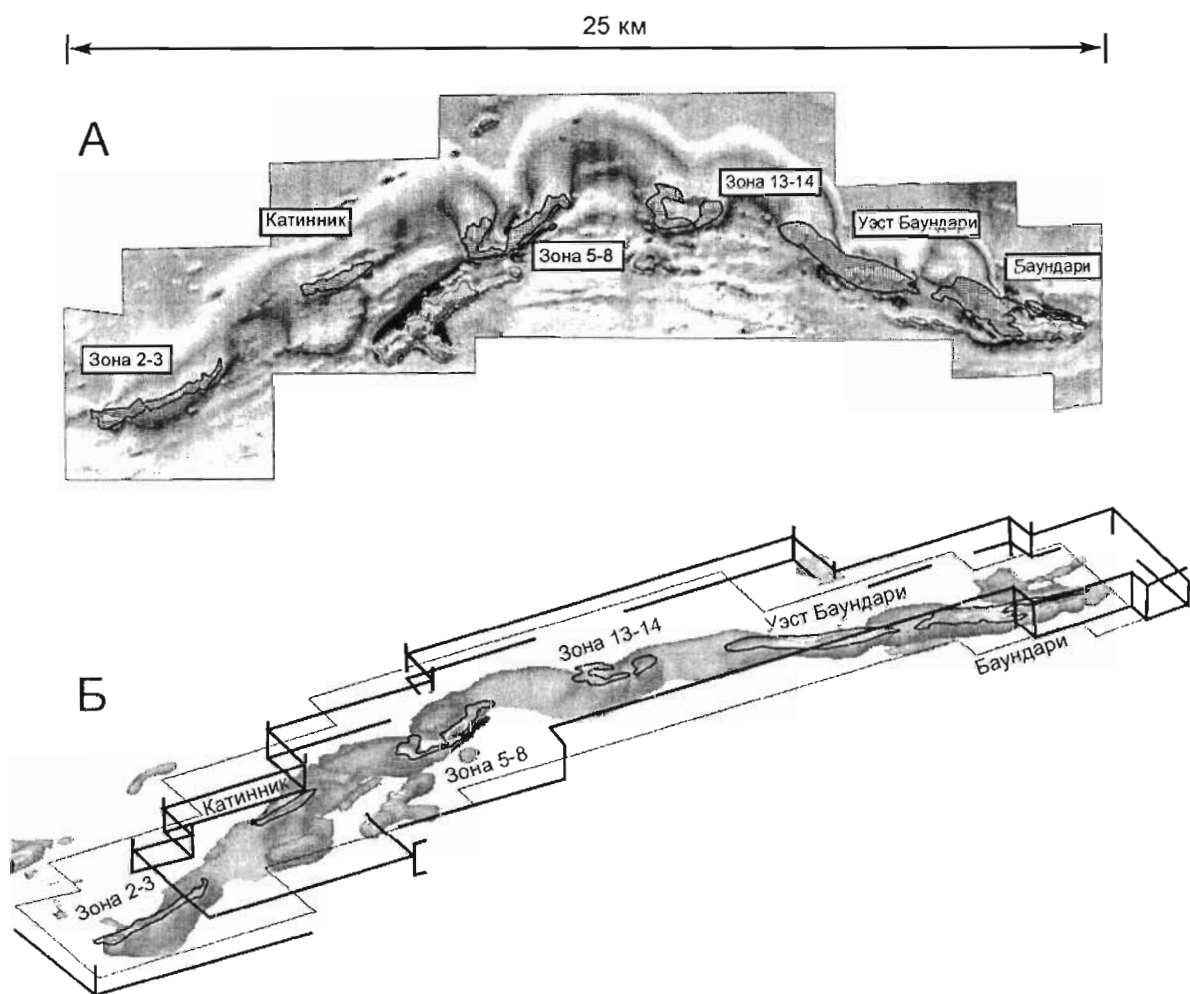 25 км
А
Зона 13-14
Катинник
Уэст Баундари
Зона 5-8
Баундари
Зона 2-3
Б
Уэст Баундари
Зона 13-14
Баундари
Зона 5-8
Катинник
Зона 2-3